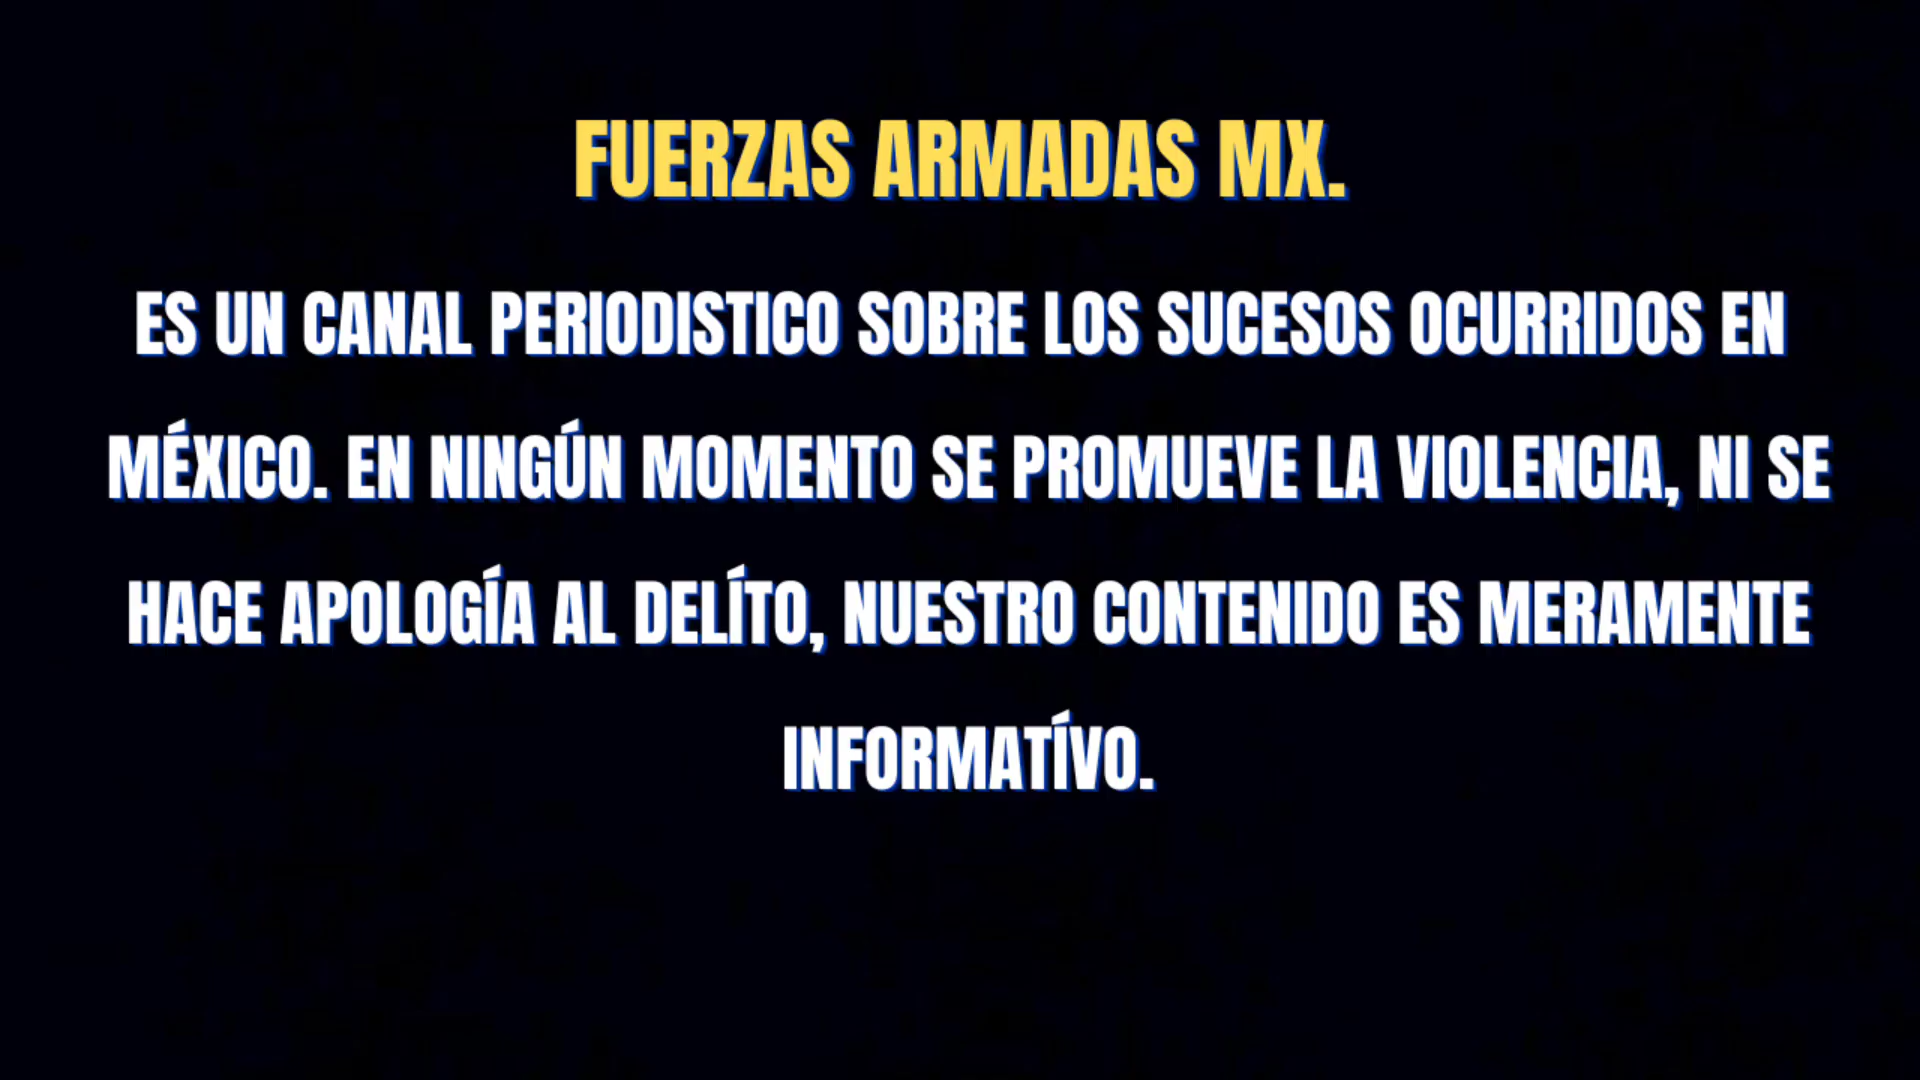 FUERZAS ARMADAS MX.
ES UN CANAL PERIODISTICO SOBRE LOS SUCESOS OCURRIDOS EN
MÉXICO. EN NINGÚN MOMENTO SE PROMUEVE LA VIOLENCIA, NI SE
HACE APOLOGÍA AL DELÍTO, NUESTRO CONTENIDO ES MERAMENTE
INFORMATÍVO.